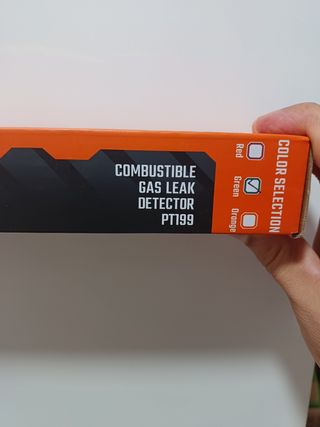 COMBUSTIBLE
GAS LEAK
DETECTOR
PT199
COLOR SELECTION
Red
Green
Orange